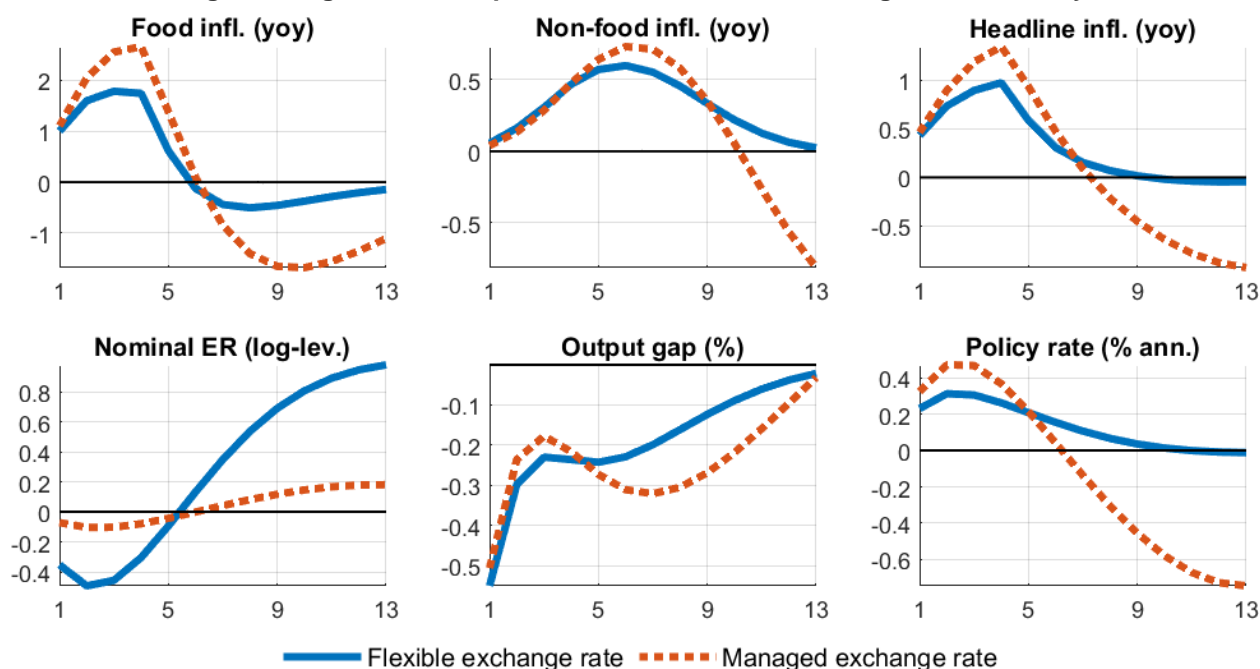 Food infl. (yoy)
2
1
0
-1
1 5 9 13
Non-food infl. (yoy)
0.5
0
-0.5
1 5 9 13
Headline infl. (yoy)
1
0.5
0
-0.5
1 5 9 13
Nominal ER (log-lev.)
0.8
0.6
0.4
0.2
0
-0.2
-0.4
1 5 9 13
Output gap (%)
-0.1
-0.2
-0.3
-0.4
-0.5
1 5 9 13
Policy rate (% ann.)
0.4
0.2
0
-0.2
-0.4
-0.6
1 5 9 13
Flexible exchange rate Managed exchange rate